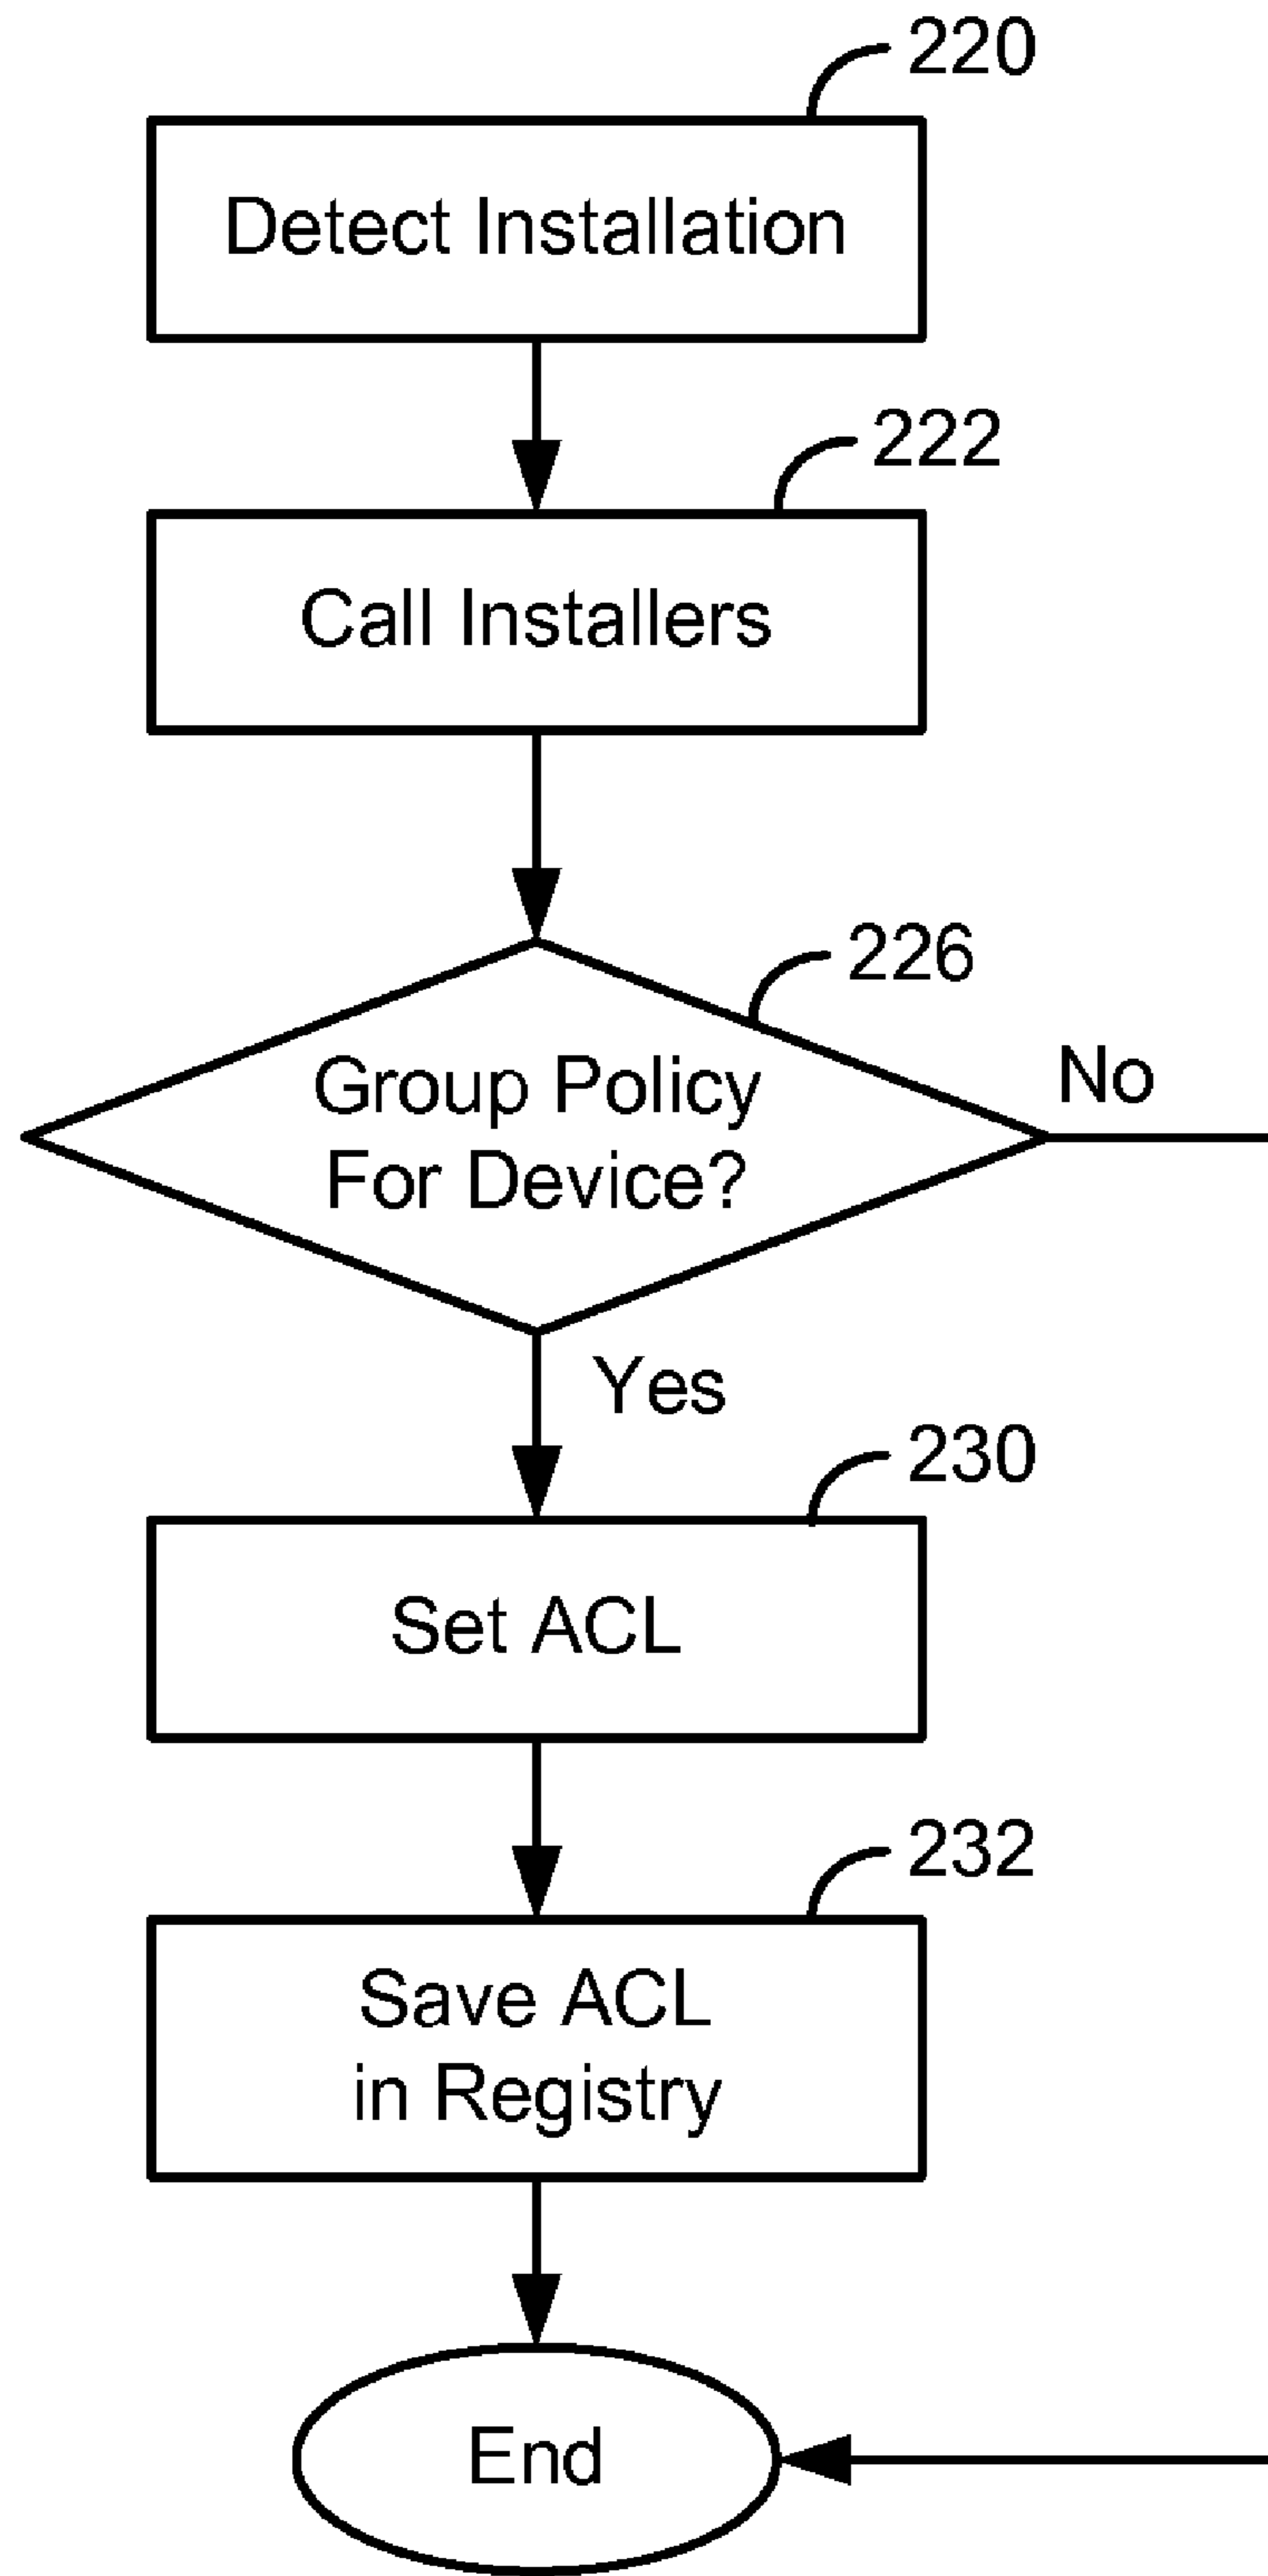 220
Detect Installation
222
Call Installers
226
Group Policy
For Device?
No
Yes
230
Set ACL
232
Save ACL
in Registry
End